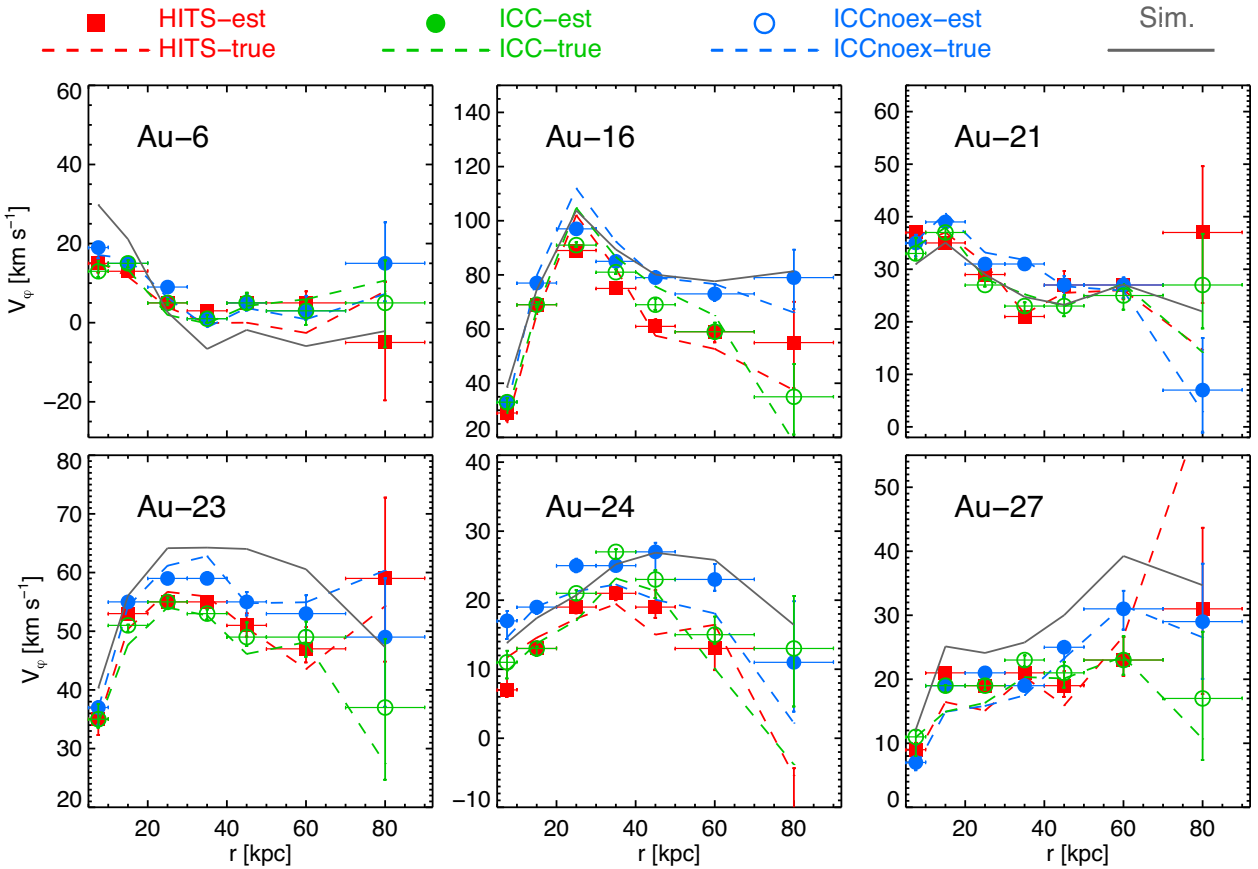 HITS−est ICC−est ICCnoex−est Sim.
HITS−true ICC−true ICCnoex−true
60 140 60
Au−6 Au−16 Au−21
40 120 50
100 40
20 80 30
0 60 20
40 10
−20 20 0
Vφ [km s⁻¹]
80 40 50
Au−23 Au−24 Au−27
70 30 40
60 20 30
50
40 10 20
30 0 10
20 −10 0
Vφ [km s⁻¹]
20 40 60 80 20 40 60 80 20 40 60 80
r [kpc] r [kpc] r [kpc]